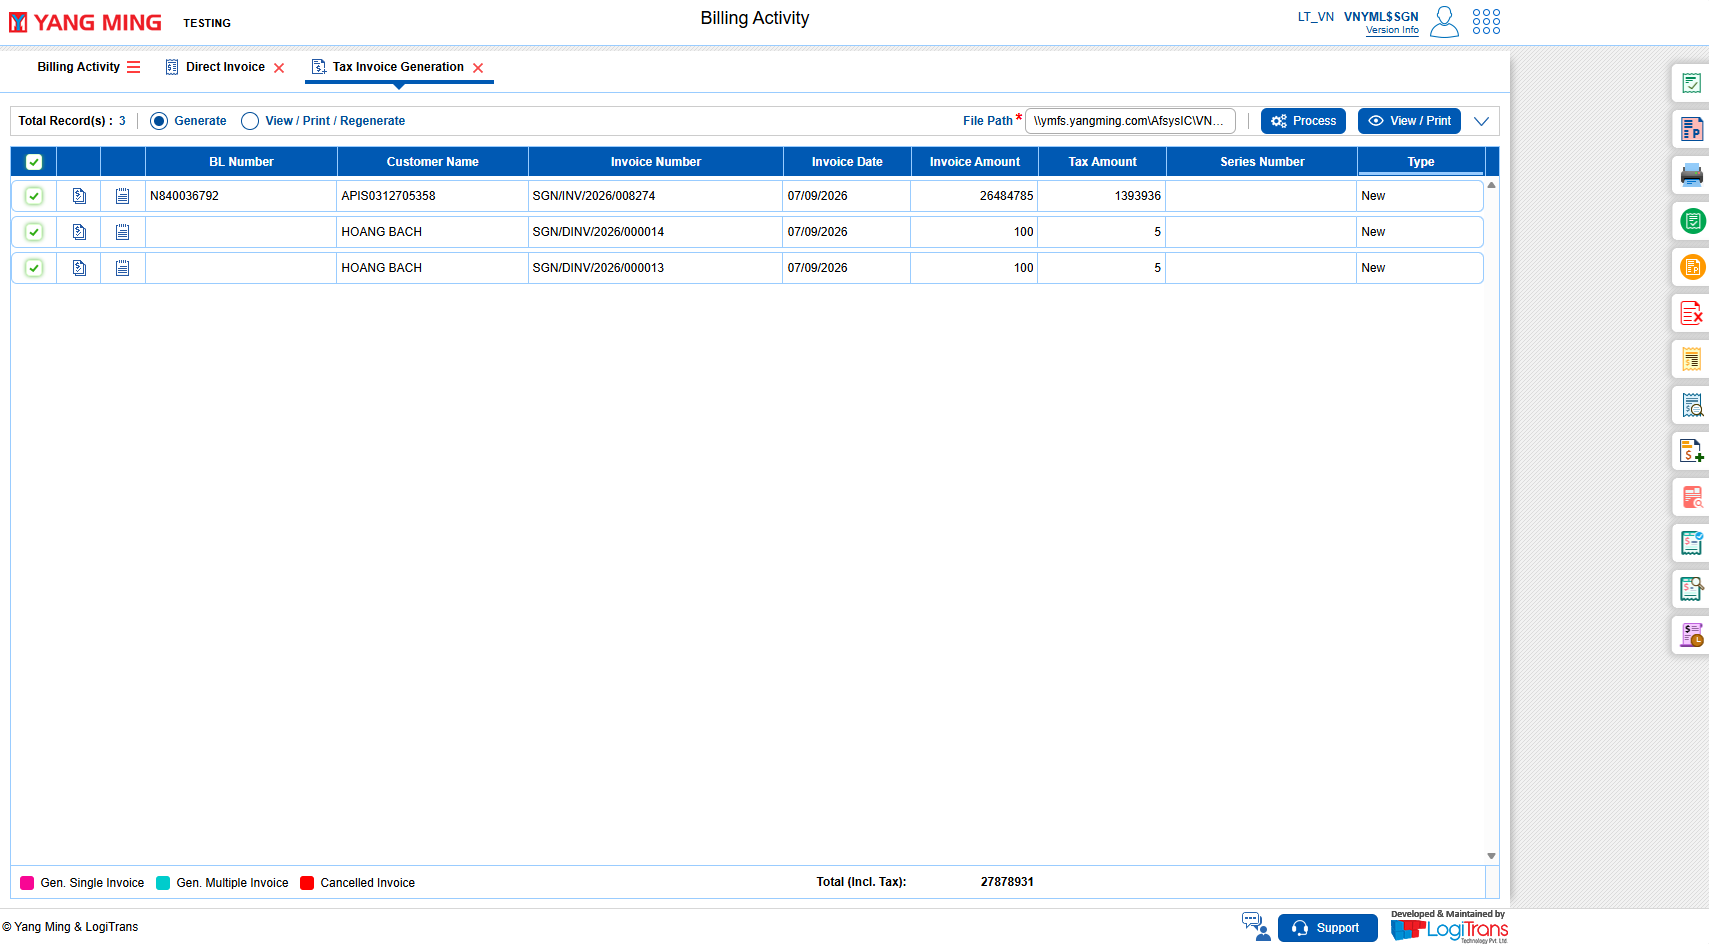 YANG MING TESTING Billing Activity LT_VN VNYML$SGN
Version Info
Billing Activity Direct Invoice Tax Invoice Generation
Total Record(s) : 3 Generate View / Print / Regenerate File Path * \\ymfs.yangming.com\AfsysIC\VN... Process View / Print
BL Number Customer Name Invoice Number Invoice Date Invoice Amount Tax Amount Series Number Type
N840036792 APIS0312705358 SGN/INV/2026/008274 07/09/2026 26484785 1393936 New
HOANG BACH SGN/DINV/2026/000014 07/09/2026 100 5 New
HOANG BACH SGN/DINV/2026/000013 07/09/2026 100 5 New
Gen. Single Invoice Gen. Multiple Invoice Cancelled Invoice Total (Incl. Tax): 27878931
© Yang Ming & LogiTrans Support Developed & Maintained by
LogiTrans
Technology Pvt. Ltd.